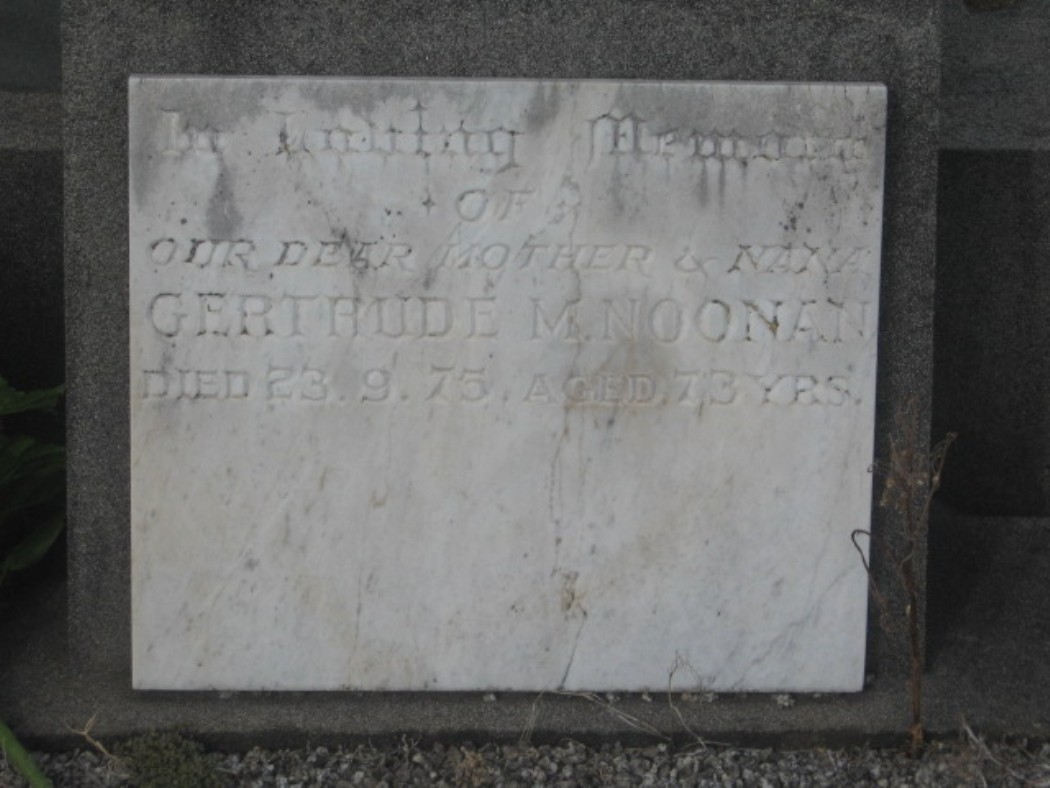 In Loving Memory
OF
OUR DEAR MOTHER & NANA
GERTRUDE M. NOONAN
DIED 23. 9. 75. AGED 73 YRS.